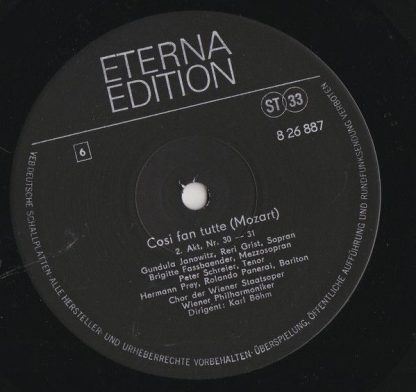 ETERNA
EDITION
ST 33
8 26 887
6
Così fan tutte (Mozart)
2. Akt, Nr. 30 — 31
Gundula Janowitz, Reri Grist, Sopran
Brigitte Fassbaender, Mezzosopran
Peter Schreier, Tenor
Hermann Prey, Rolando Panerai, Bariton
Chor der Wiener Staatsoper
Wiener Philharmoniker
Dirigent: Karl Böhm
VEB DEUTSCHE SCHALLPLATTEN · ALLE HERSTELLER- UND URHEBERRECHTE VORBEHALTEN · ÜBERSPIELUNG, ÖFFENTLICHE AUFFÜHRUNG UND RUNDFUNKSENDUNG VERBOTEN